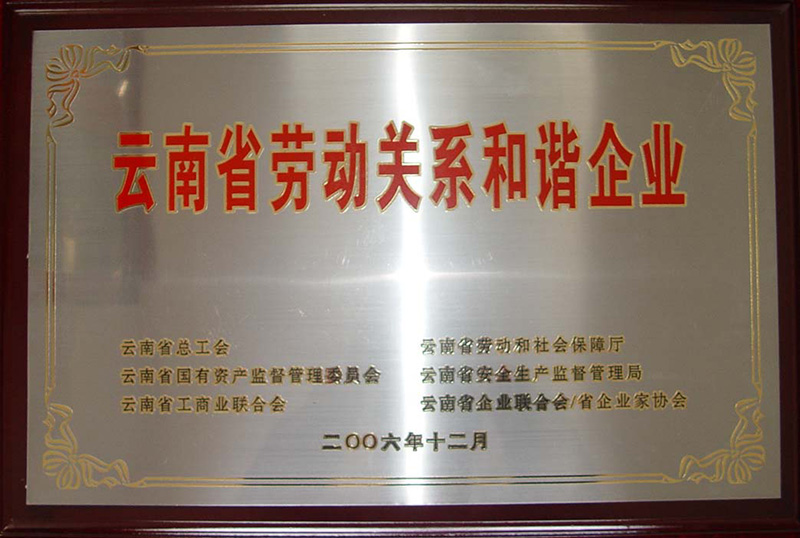 云南省劳动关系和谐企业
云南省总工会 云南省劳动和社会保障厅
云南省国有资产监督管理委员会 云南省安全生产监督管理局
云南省工商业联合会 云南省企业联合会/省企业家协会
二〇〇六年十二月